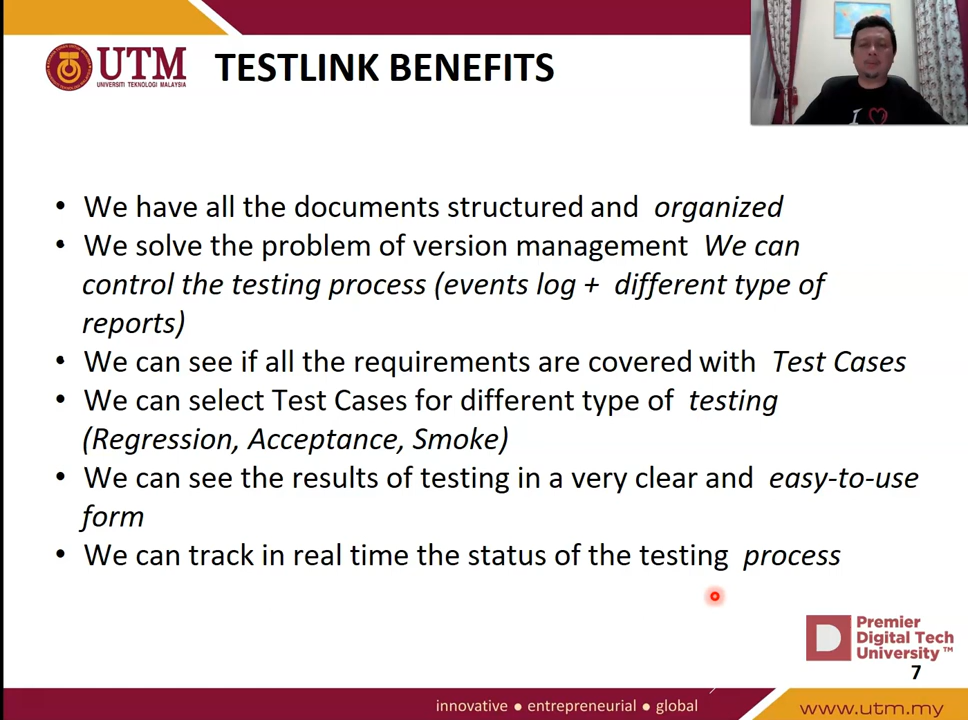 UTM
UNIVERSITI TEKNOLOGI MALAYSIA
TESTLINK BENEFITS
I
• We have all the documents structured and organized
• We solve the problem of version management We can
control the testing process (events log + different type of
reports)
• We can see if all the requirements are covered with Test Cases
• We can select Test Cases for different type of testing
(Regression, Acceptance, Smoke)
• We can see the results of testing in a very clear and easy-to-use
form
• We can track in real time the status of the testing process
Premier
Digital Tech
University™
7
innovative ● entrepreneurial ● global
www.utm.my